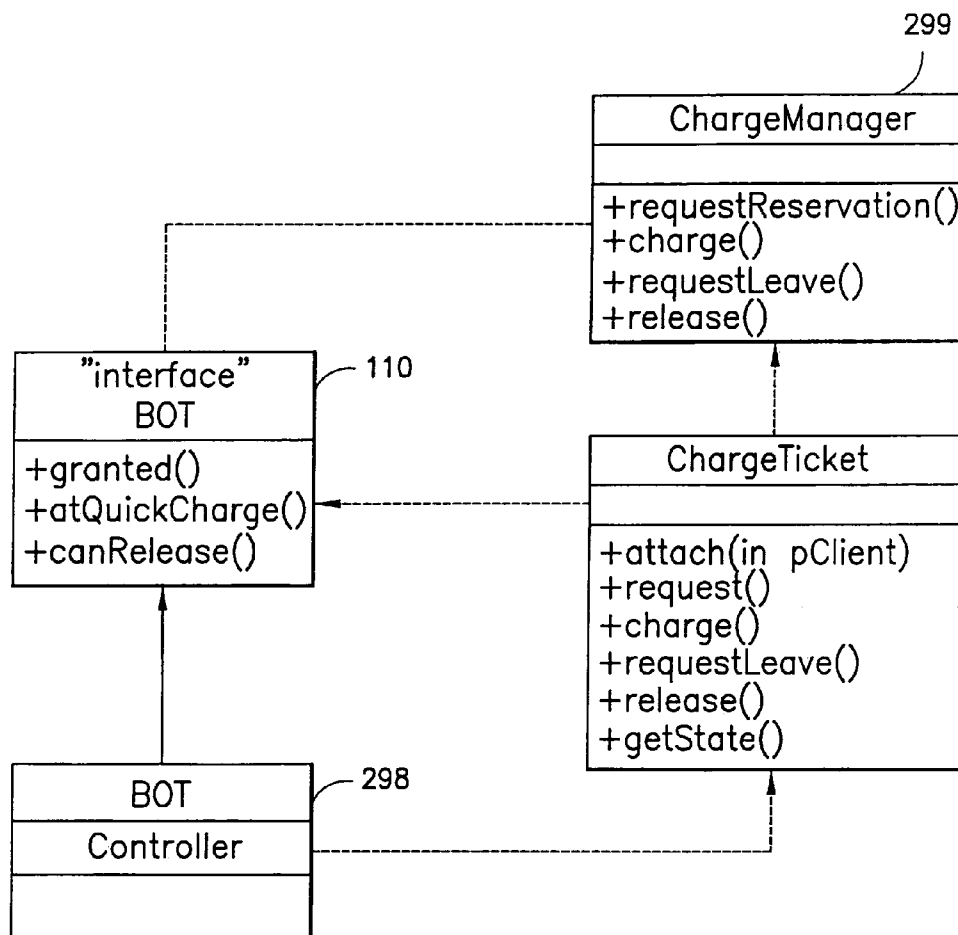 299
ChargeManager
+requestReservation()
+charge()
+requestLeave()
+release()
"interface"
BOT
110
+granted()
+atQuickCharge()
+canRelease()
ChargeTicket
+attach(in pClient)
+request()
+charge()
+requestLeave()
+release()
+getState()
BOT
298
Controller